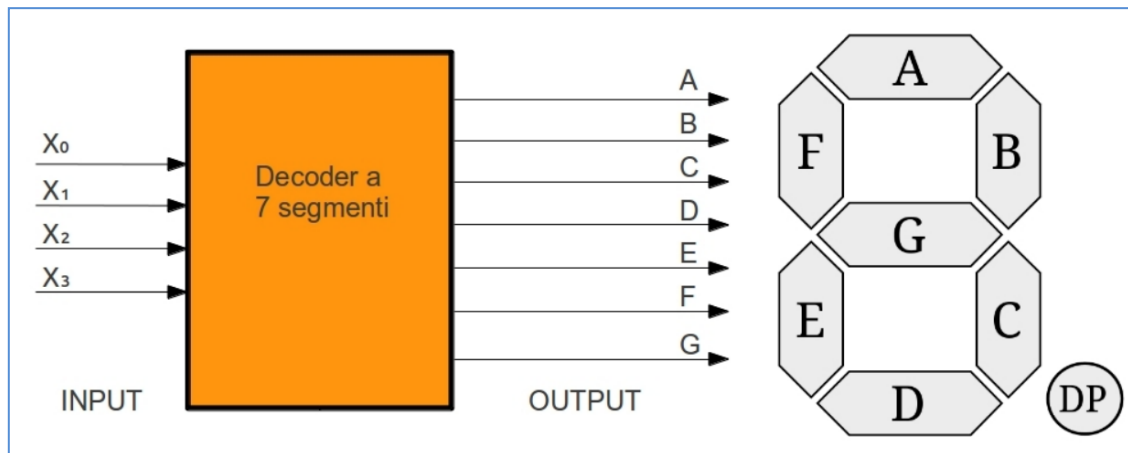 X₀
X₁
X₂
X₃
INPUT
Decoder a
7 segmenti
A
B
C
D
E
F
G
OUTPUT
A
F
B
G
E
C
D
DP